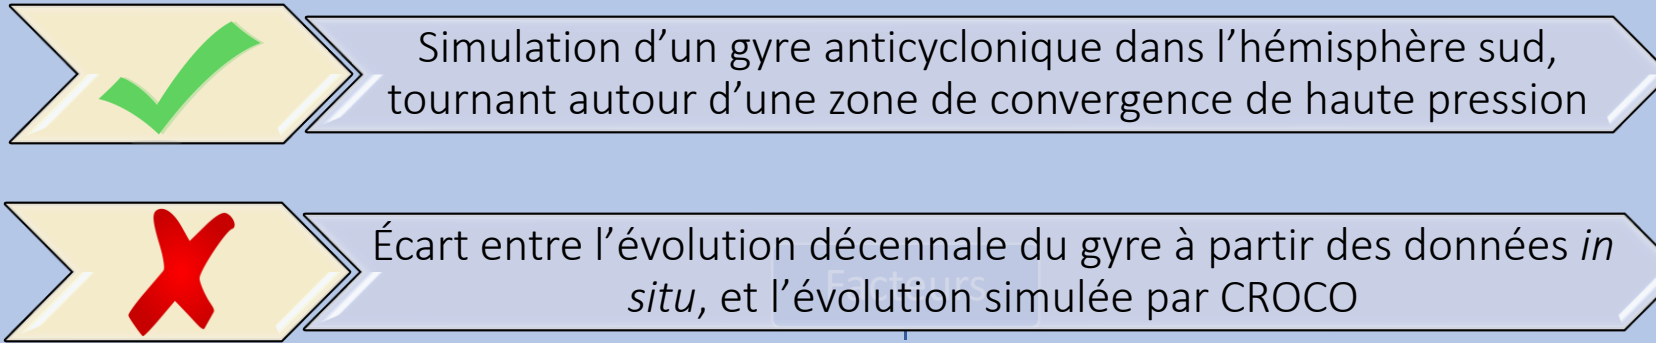 Simulation d’un gyre anticyclonique dans l’hémisphère sud,
tournant autour d’une zone de convergence de haute pression
Écart entre l’évolution décennale du gyre à partir des données in
situ, et l’évolution simulée par CROCO
Facteurs